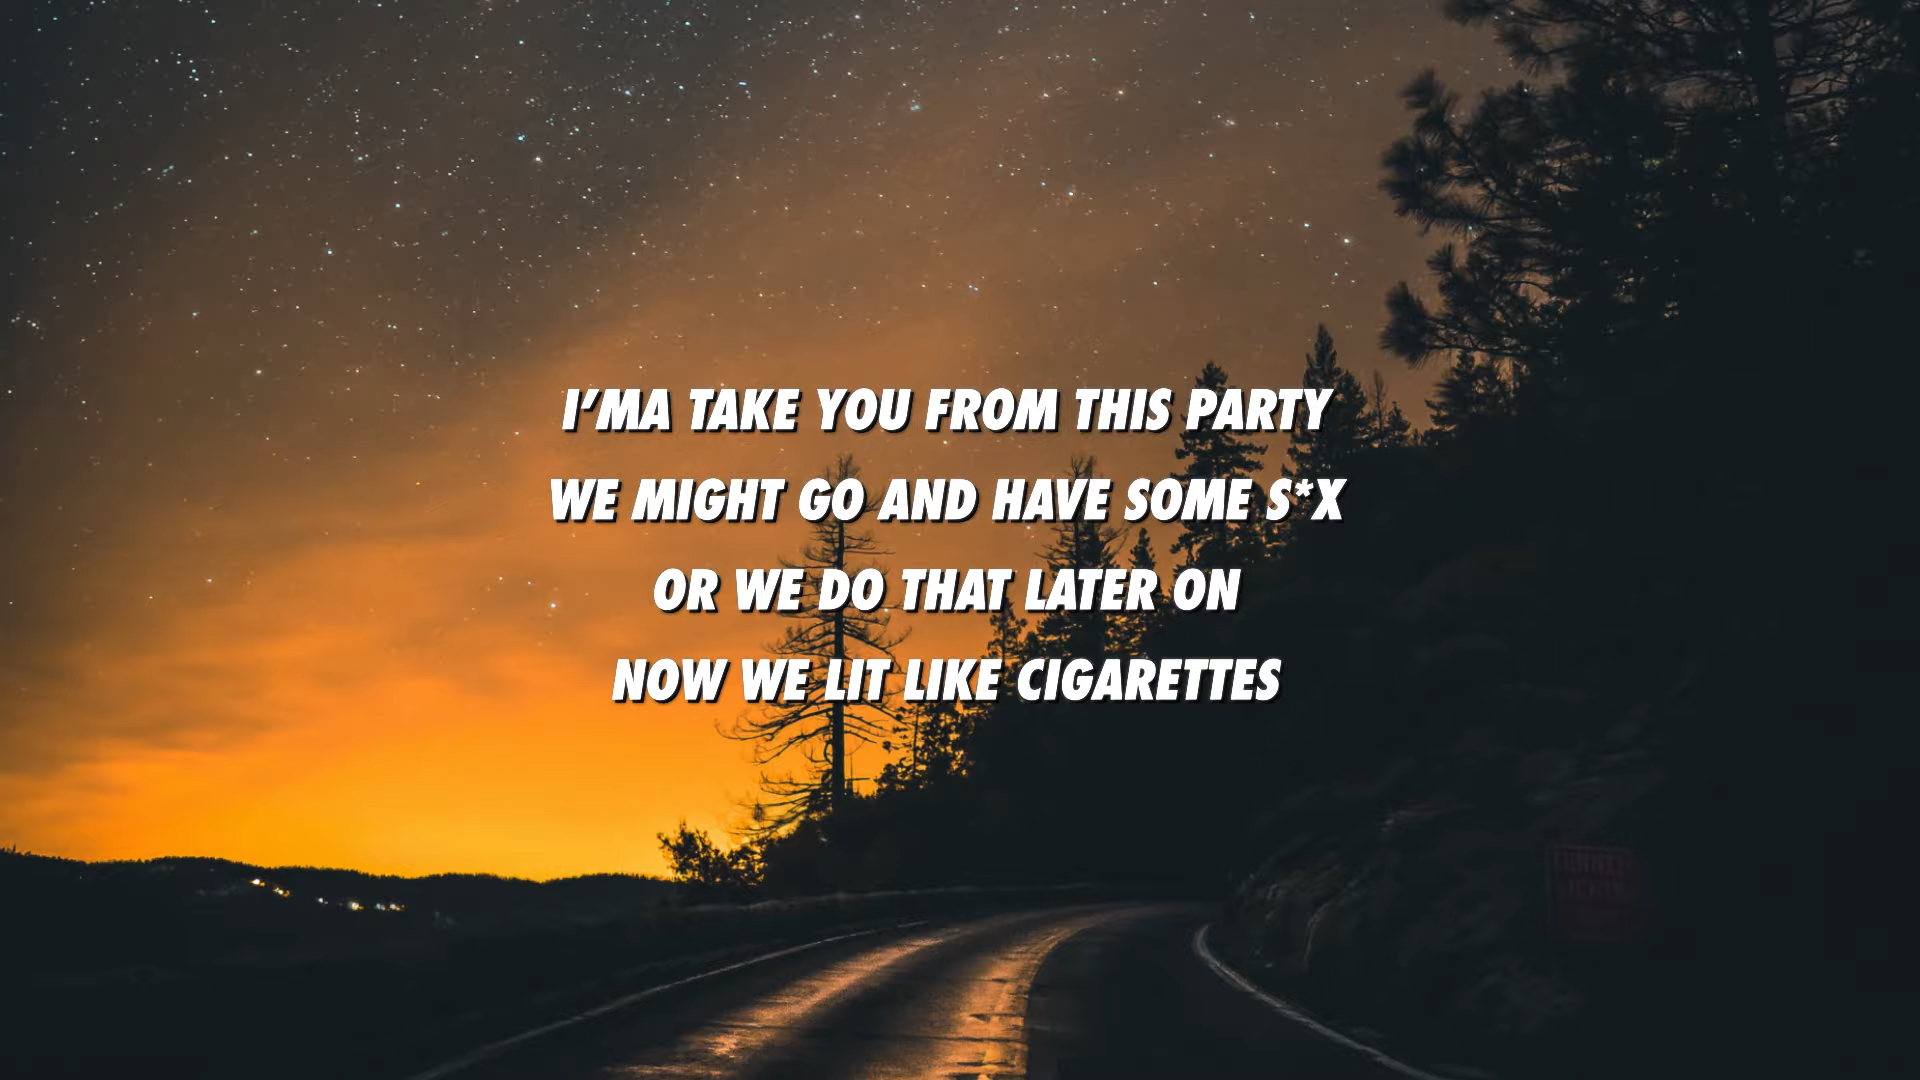 I’MA TAKE YOU FROM THIS PARTY
WE MIGHT GO AND HAVE SOME S*X
OR WE DO THAT LATER ON
NOW WE LIT LIKE CIGARETTES